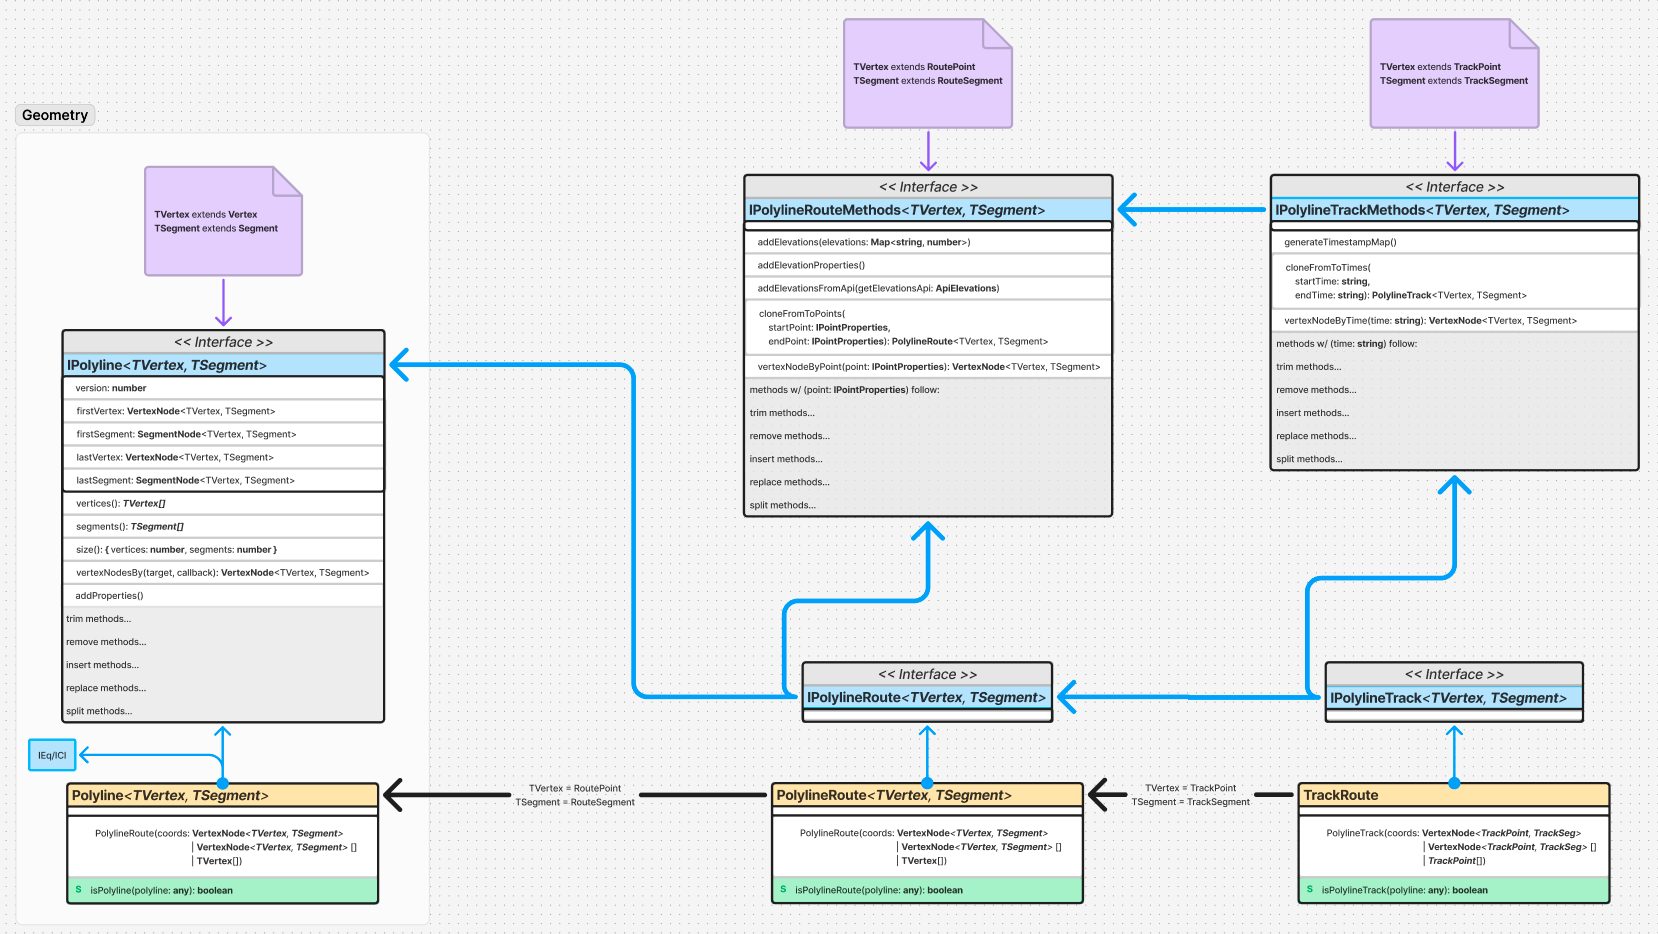 Geometry
TVertex extends Vertex
TSegment extends Segment
<< Interface >>
IPolyline<TVertex, TSegment>
version: number
firstVertex: VertexNode<TVertex, TSegment>
firstSegment: SegmentNode<TVertex, TSegment>
lastVertex: VertexNode<TVertex, TSegment>
lastSegment: SegmentNode<TVertex, TSegment>
vertices(): TVertex[]
segments(): TSegment[]
size(): { vertices: number, segments: number }
vertexNodesBy(target, callback): VertexNode<TVertex, TSegment>
addProperties()
trim methods...
remove methods...
insert methods...
replace methods...
split methods...
IEq/ICl
Polyline<TVertex, TSegment>
PolylineRoute(coords: VertexNode<TVertex, TSegment>
| VertexNode<TVertex, TSegment> []
| TVertex[])
S isPolyline(polyline: any): boolean
TVertex = RoutePoint
TSegment = RouteSegment
TVertex extends RoutePoint
TSegment extends RouteSegment
<< Interface >>
IPolylineRouteMethods<TVertex, TSegment>
addElevations(elevations: Map<string, number>)
addElevationProperties()
addElevationsFromApi(getElevationsApi: ApiElevations)
cloneFromToPoints(
startPoint: IPointProperties,
endPoint: IPointProperties): PolylineRoute<TVertex, TSegment>
vertexNodeByPoint(point: IPointProperties): VertexNode<TVertex, TSegment>
methods w/ (point: IPointProperties) follow:
trim methods...
remove methods...
insert methods...
replace methods...
split methods...
<< Interface >>
IPolylineRoute<TVertex, TSegment>
PolylineRoute<TVertex, TSegment>
PolylineRoute(coords: VertexNode<TVertex, TSegment>
| VertexNode<TVertex, TSegment> []
| TVertex[])
S isPolylineRoute(polyline: any): boolean
TVertex = TrackPoint
TSegment = TrackSegment
TVertex extends TrackPoint
TSegment extends TrackSegment
<< Interface >>
IPolylineTrackMethods<TVertex, TSegment>
generateTimestampMap()
cloneFromToTimes(
startTime: string,
endTime: string): PolylineTrack<TVertex, TSegment>
vertexNodeByTime(time: string): VertexNode<TVertex, TSegment>
methods w/ (time: string) follow:
trim methods...
remove methods...
insert methods...
replace methods...
split methods...
<< Interface >>
IPolylineTrack<TVertex, TSegment>
TrackRoute
PolylineTrack(coords: VertexNode<TrackPoint, TrackSeg>
| VertexNode<TrackPoint, TrackSeg> []
| TrackPoint[])
S isPolylineTrack(polyline: any): boolean